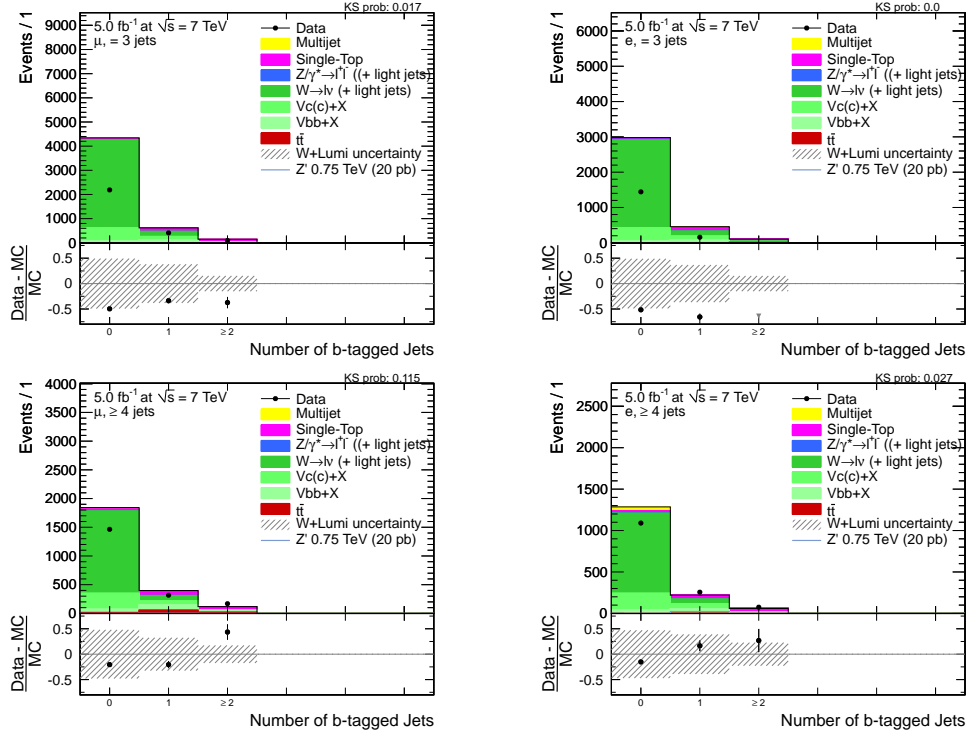 KS prob: 0.017
Events / 1
9000
8000
7000
6000
5000
4000
3000
2000
1000
0
5.0 fb⁻¹ at √s = 7 TeV
μ, = 3 jets
Data
Multijet
Single-Top
Z/γ*→l⁺l⁻ ((+ light jets)
W→lν (+ light jets)
Vc(c)+X
Vbb+X
tt̄
W+Lumi uncertainty
Z' 0.75 TeV (20 pb)
Data - MC
MC
0.5
0
-0.5
0 1 ≥ 2
Number of b-tagged Jets
KS prob: 0.0
Events / 1
6000
5000
4000
3000
2000
1000
0
5.0 fb⁻¹ at √s = 7 TeV
e, = 3 jets
Data
Multijet
Single-Top
Z/γ*→l⁺l⁻ ((+ light jets)
W→lν (+ light jets)
Vc(c)+X
Vbb+X
tt̄
W+Lumi uncertainty
Z' 0.75 TeV (20 pb)
Data - MC
MC
0.5
0
-0.5
0 1 ≥ 2
Number of b-tagged Jets
KS prob: 0.115
Events / 1
4000
3500
3000
2500
2000
1500
1000
500
0
5.0 fb⁻¹ at √s = 7 TeV
μ, ≥ 4 jets
Data
Multijet
Single-Top
Z/γ*→l⁺l⁻ ((+ light jets)
W→lν (+ light jets)
Vc(c)+X
Vbb+X
tt̄
W+Lumi uncertainty
Z' 0.75 TeV (20 pb)
Data - MC
MC
0.5
0
-0.5
0 1 ≥ 2
Number of b-tagged Jets
KS prob: 0.027
Events / 1
2500
2000
1500
1000
500
0
5.0 fb⁻¹ at √s = 7 TeV
e, ≥ 4 jets
Data
Multijet
Single-Top
Z/γ*→l⁺l⁻ ((+ light jets)
W→lν (+ light jets)
Vc(c)+X
Vbb+X
tt̄
W+Lumi uncertainty
Z' 0.75 TeV (20 pb)
Data - MC
MC
0.5
0
-0.5
0 1 ≥ 2
Number of b-tagged Jets